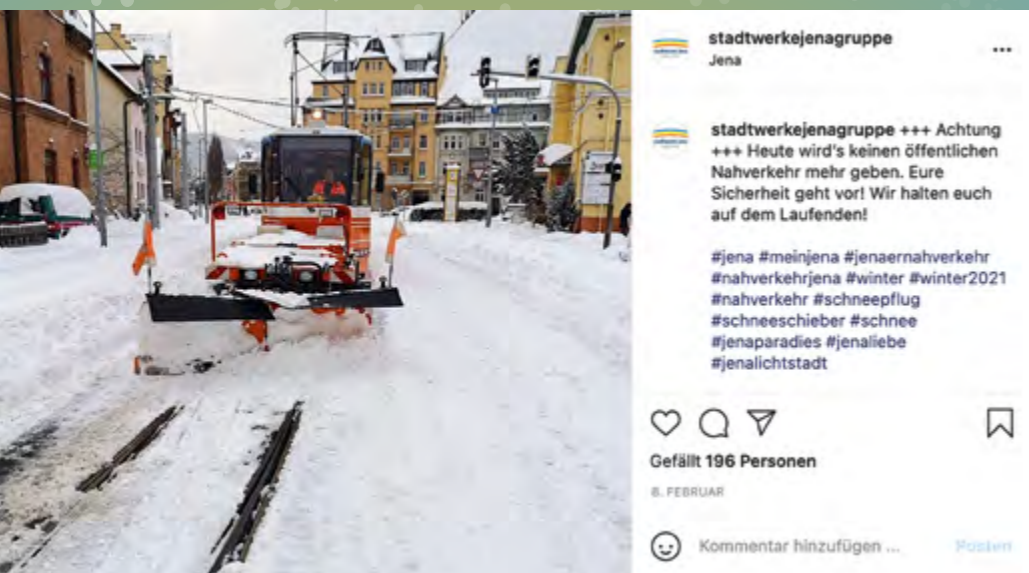 stadtwerkejenagruppe
Jena
stadtwerkejenagruppe +++ Achtung
+++ Heute wird's keinen öffentlichen
Nahverkehr mehr geben. Eure
Sicherheit geht vor! Wir halten euch
auf dem Laufenden!
#jena #meinjena #jenaernahverkehr
#nahverkehrjena #winter #winter2021
#nahverkehr #schneepflug
#schneeschieber #schnee
#jenaparadies #jenaliebe
#jenalichtstadt
Gefällt 196 Personen
8. FEBRUAR
Kommentar hinzufügen ...
Posten